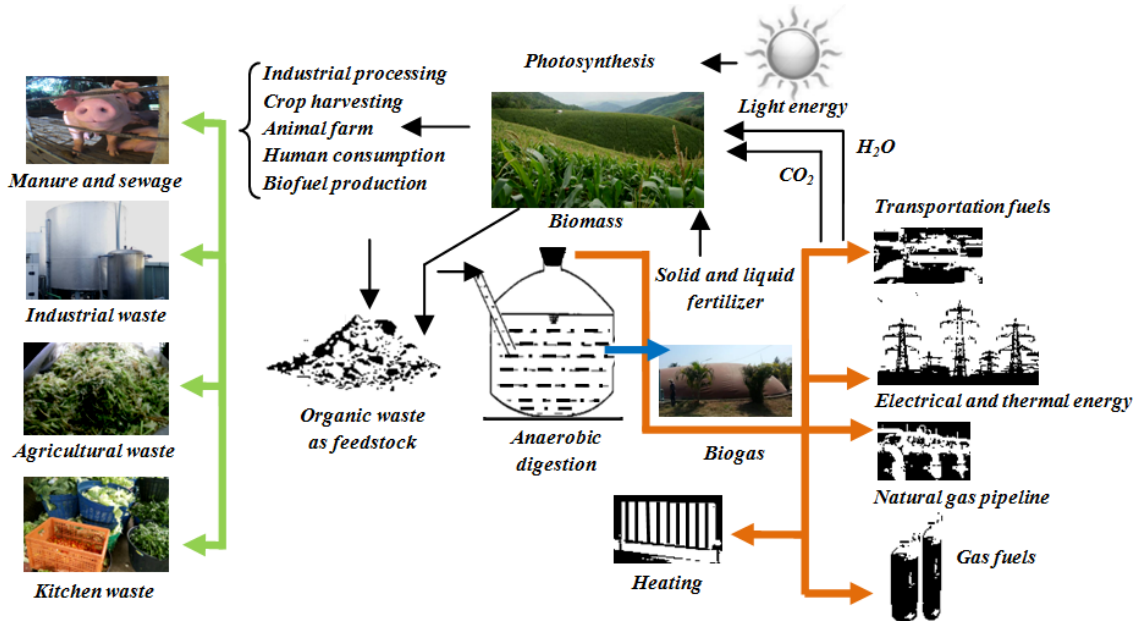 Photosynthesis
Light energy
Industrial processing
Crop harvesting
Animal farm
Human consumption
Biofuel production
Manure and sewage
H2O
CO2
Biomass
Transportation fuels
Solid and liquid
fertilizer
Industrial waste
Organic waste
as feedstock
Anaerobic
digestion
Biogas
Electrical and thermal energy
Agricultural waste
Natural gas pipeline
Heating
Gas fuels
Kitchen waste